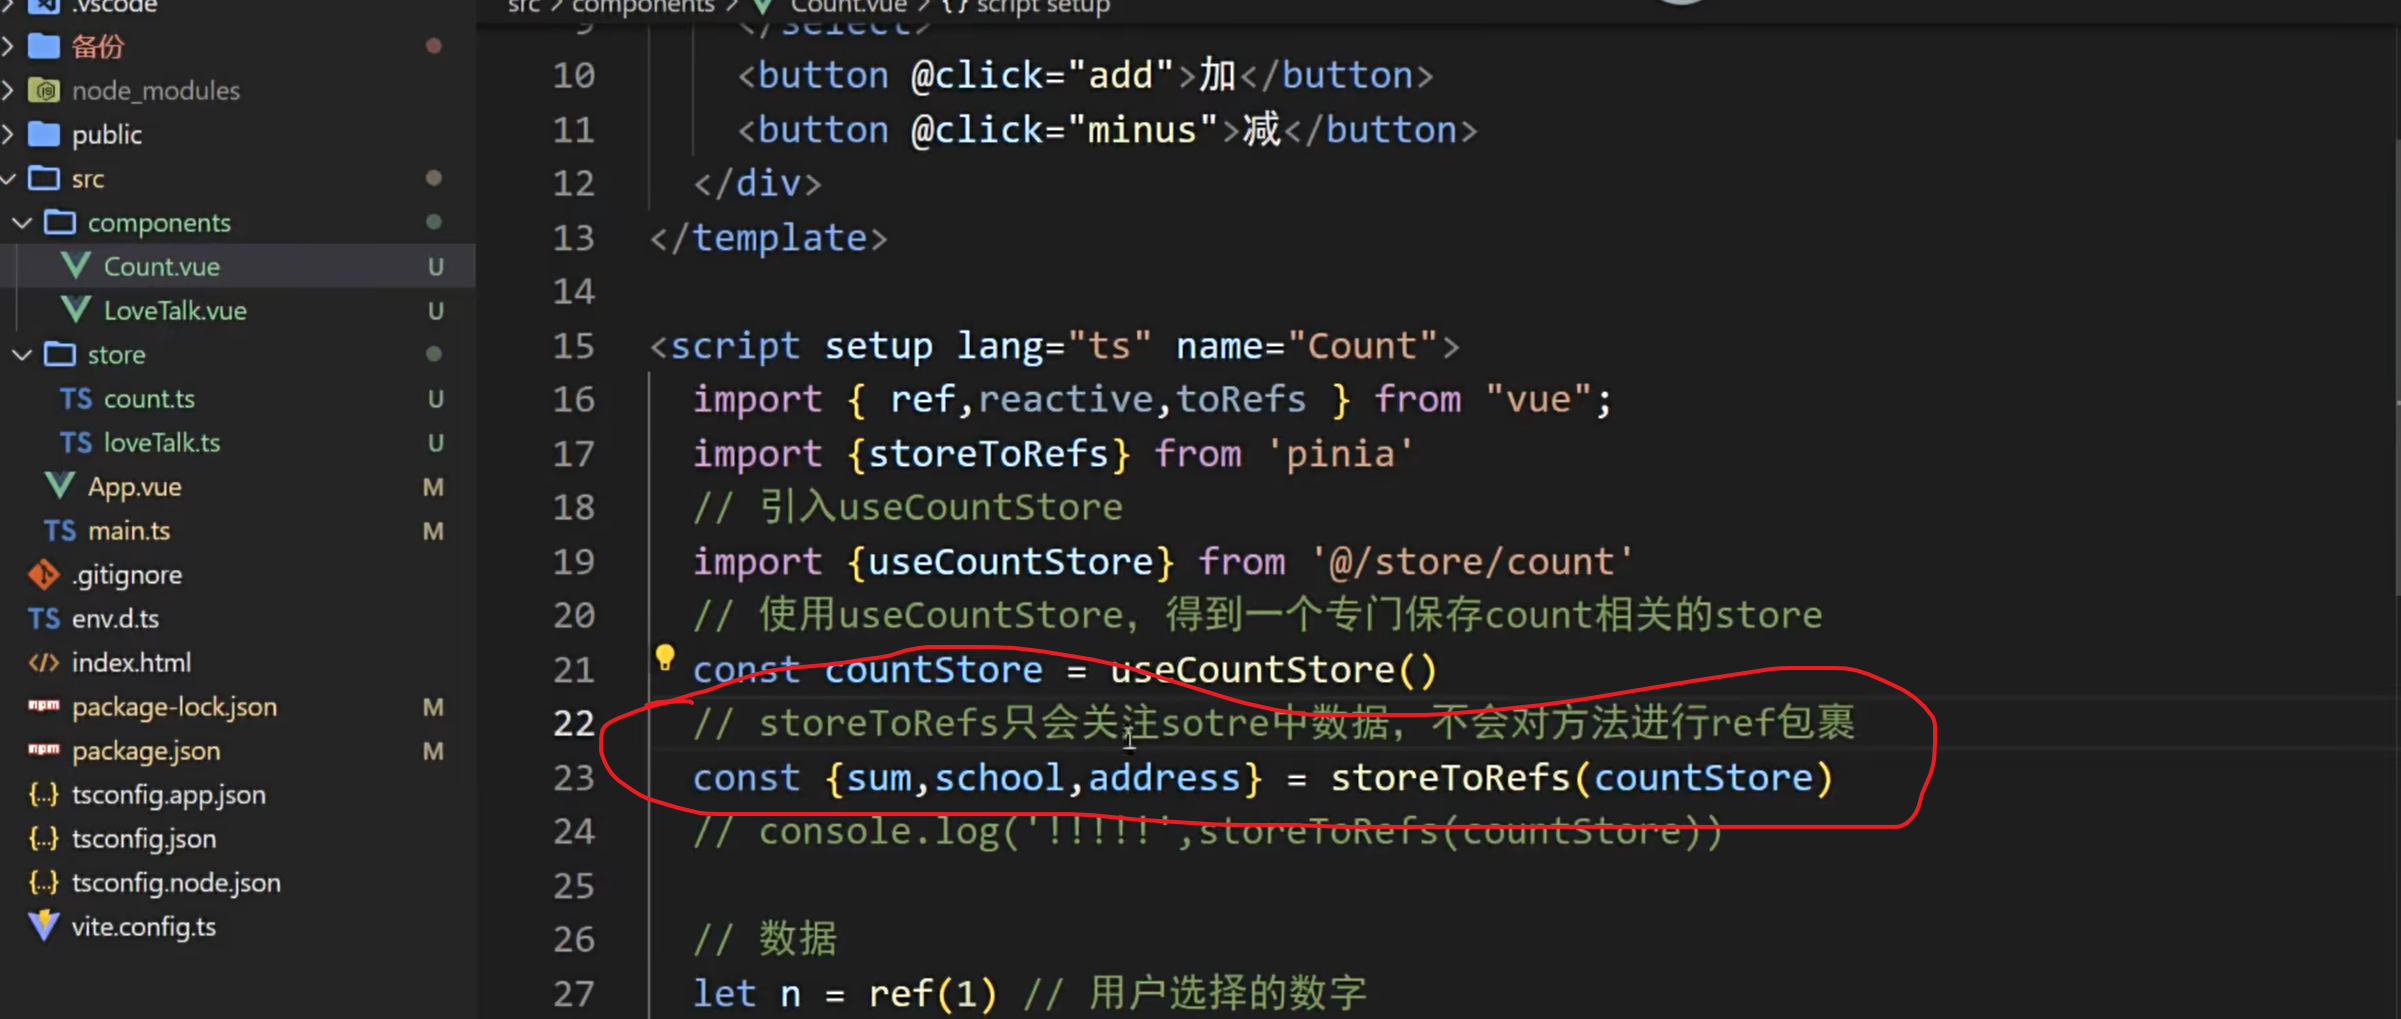 .vscode
备份
node_modules
public
src
components
Count.vue U
LoveTalk.vue U
store
TS count.ts U
TS loveTalk.ts U
App.vue M
TS main.ts M
.gitignore
TS env.d.ts
index.html
package-lock.json M
package.json M
{..} tsconfig.app.json
{..} tsconfig.json
{..} tsconfig.node.json
vite.config.ts
src > components > Count.vue > {} script setup
9 </select>
10 <button @click="add">加</button>
11 <button @click="minus">减</button>
12 </div>
13 </template>
14
15 <script setup lang="ts" name="Count">
16 import { ref,reactive,toRefs } from "vue";
17 import {storeToRefs} from 'pinia'
18 // 引入useCountStore
19 import {useCountStore} from '@/store/count'
20 // 使用useCountStore，得到一个专门保存count相关的store
21 const countStore = useCountStore()
22 // storeToRefs只会关注sotre中数据，不会对方法进行ref包裹
23 const {sum,school,address} = storeToRefs(countStore)
24 // console.log('!!!!!',storeToRefs(countStore))
25
26 // 数据
27 let n = ref(1) // 用户选择的数字